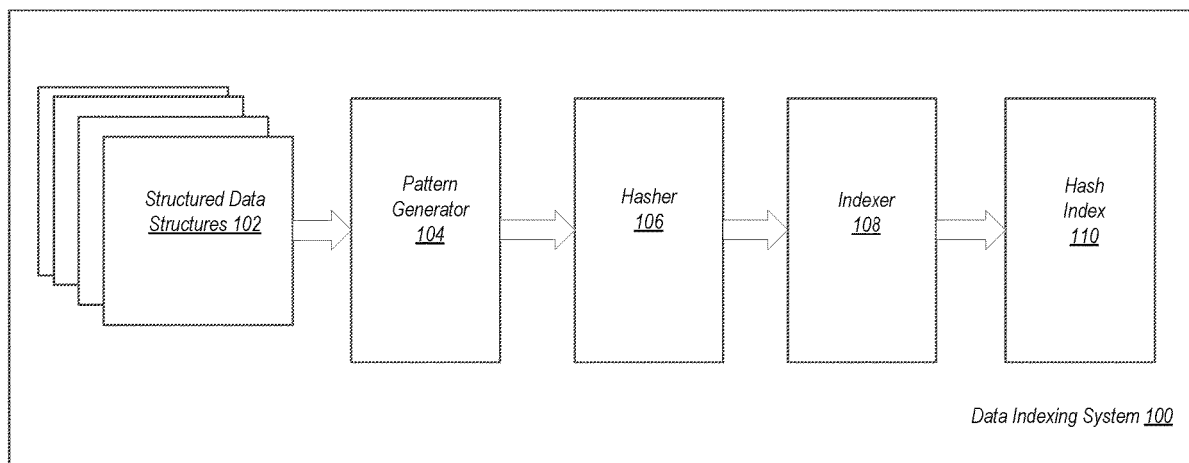 Structured Data
Structures 102
Pattern
Generator
104
Hasher
106
Indexer
108
Hash
Index
110
Data Indexing System 100